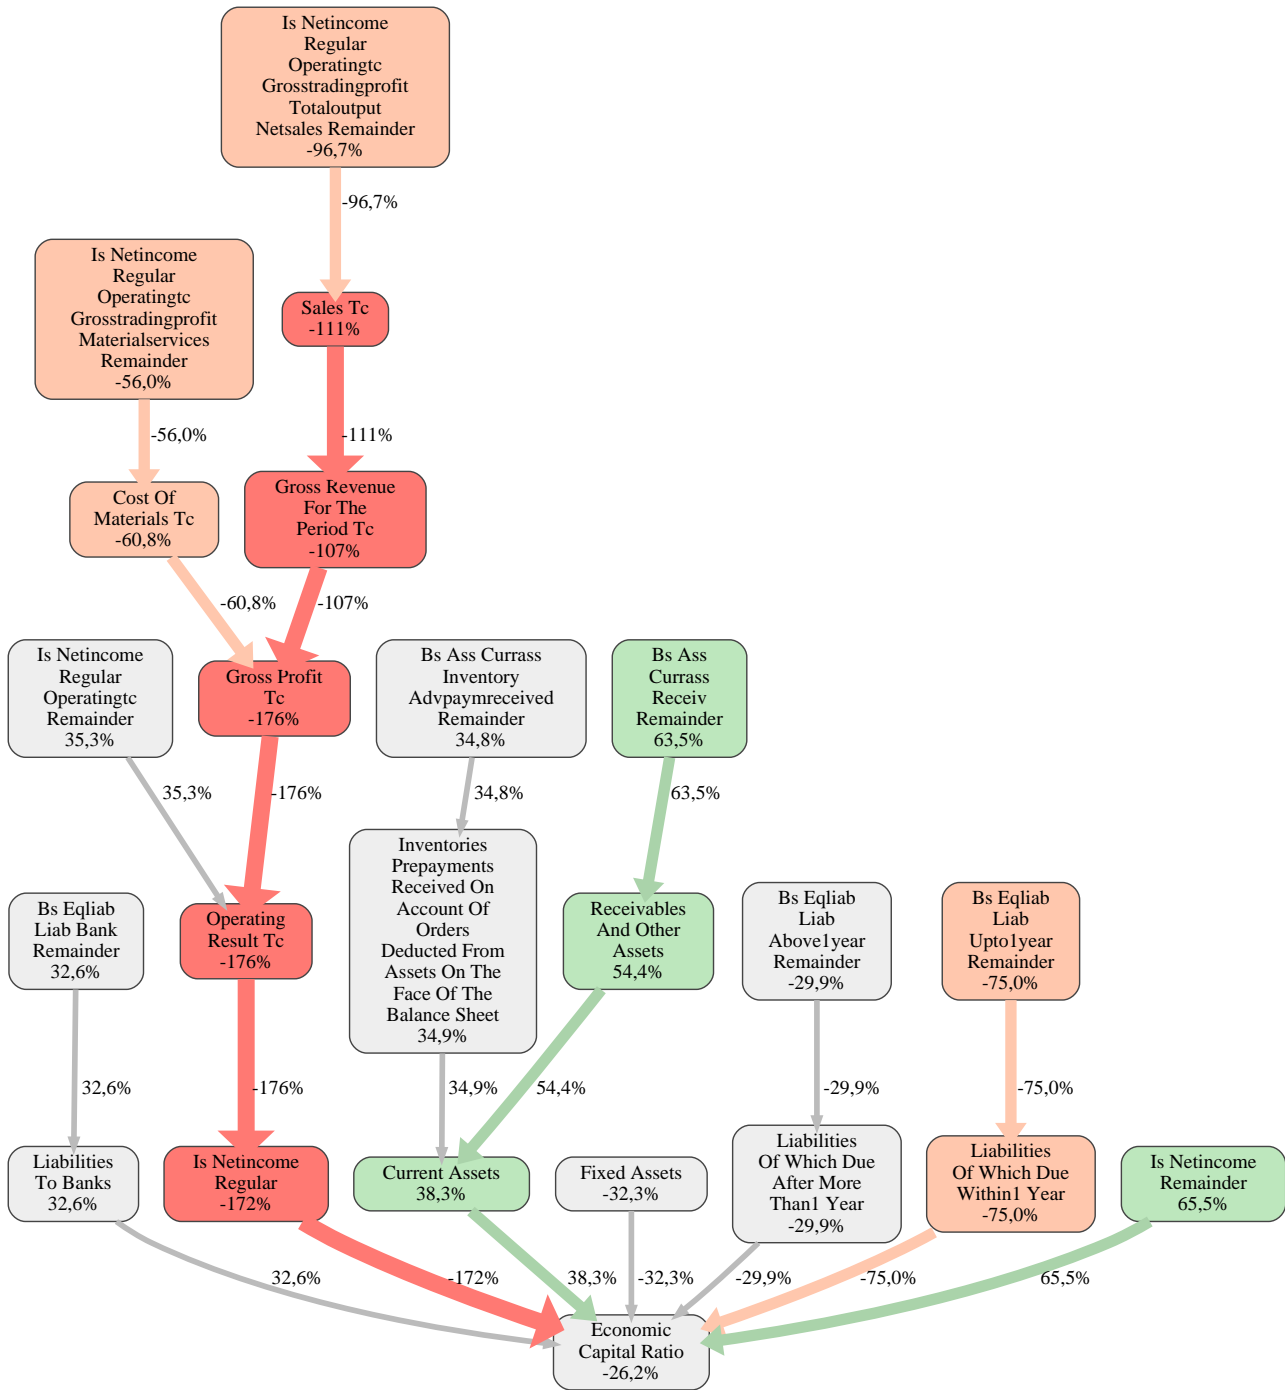 Is Netincome
Regular
Operatingtc
Grosstradingprofit
Totaloutput
Netsales Remainder
-96,7%
-96,7%
Is Netincome
Regular
Operatingtc
Grosstradingprofit
Materialservices
Remainder
-56,0%
Sales Tc
-111%
-56,0%
-111%
Cost Of
Materials Tc
-60,8%
Gross Revenue
For The
Period Tc
-107%
-60,8%
-107%
Is Netincome
Regular
Operatingtc
Remainder
35,3%
Gross Profit
Tc
-176%
Bs Ass Currass
Inventory
Advpaymreceived
Remainder
34,8%
Bs Ass
Currass
Receiv
Remainder
63,5%
35,3%
-176%
34,8%
63,5%
Bs Eqliab
Liab Bank
Remainder
32,6%
Operating
Result Tc
-176%
Inventories
Prepayments
Received On
Account Of
Orders
Deducted From
Assets On The
Face Of The
Balance Sheet
34,9%
Receivables
And Other
Assets
54,4%
Bs Eqliab
Liab
Above1year
Remainder
-29,9%
Bs Eqliab
Liab
Upto1year
Remainder
-75,0%
32,6%
-176%
34,9%
54,4%
-29,9%
-75,0%
Liabilities
To Banks
32,6%
Is Netincome
Regular
-172%
Current Assets
38,3%
Fixed Assets
-32,3%
Liabilities
Of Which Due
After More
Than1 Year
-29,9%
Liabilities
Of Which Due
Within1 Year
-75,0%
Is Netincome
Remainder
65,5%
32,6%
-172%
38,3%
-32,3%
-29,9%
-75,0%
65,5%
Economic
Capital Ratio
-26,2%